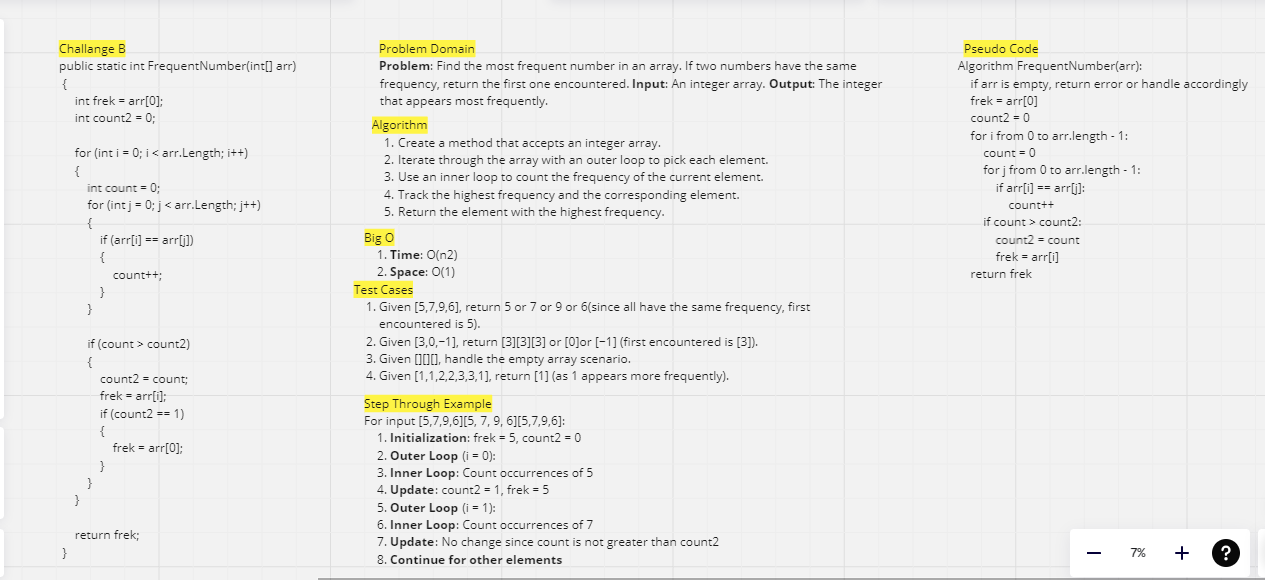 Challange B
public static int FrequentNumber(int[] arr)
{
int frek = arr[0];
int count2 = 0;
for (int i = 0; i < arr.Length; i++)
{
int count = 0;
for (int j = 0; j < arr.Length; j++)
{
if (arr[i] == arr[j])
{
count++;
}
}
if (count > count2)
{
count2 = count;
frek = arr[i];
if (count2 == 1)
{
frek = arr[0];
}
}
}
return frek;
}
Problem Domain
Problem: Find the most frequent number in an array. If two numbers have the same
frequency, return the first one encountered. Input: An integer array. Output: The integer
that appears most frequently.
Algorithm
1. Create a method that accepts an integer array.
2. Iterate through the array with an outer loop to pick each element.
3. Use an inner loop to count the frequency of the current element.
4. Track the highest frequency and the corresponding element.
5. Return the element with the highest frequency.
Big O
1. Time: O(n2)
2. Space: O(1)
Test Cases
1. Given [5,7,9,6], return 5 or 7 or 9 or 6(since all have the same frequency, first
encountered is 5).
2. Given [3,0,−1], return [3][3][3] or [0]or [−1] (first encountered is [3]).
3. Given [][][], handle the empty array scenario.
4. Given [1,1,2,2,3,3,1], return [1] (as 1 appears more frequently).
Step Through Example
For input [5,7,9,6][5, 7, 9, 6][5,7,9,6]:
1. Initialization: frek = 5, count2 = 0
2. Outer Loop (i = 0):
3. Inner Loop: Count occurrences of 5
4. Update: count2 = 1, frek = 5
5. Outer Loop (i = 1):
6. Inner Loop: Count occurrences of 7
7. Update: No change since count is not greater than count2
8. Continue for other elements
Pseudo Code
Algorithm FrequentNumber(arr):
if arr is empty, return error or handle accordingly
frek = arr[0]
count2 = 0
for i from 0 to arr.length - 1:
count = 0
for j from 0 to arr.length - 1:
if arr[i] == arr[j]:
count++
if count > count2:
count2 = count
frek = arr[i]
return frek
− 7% + ?